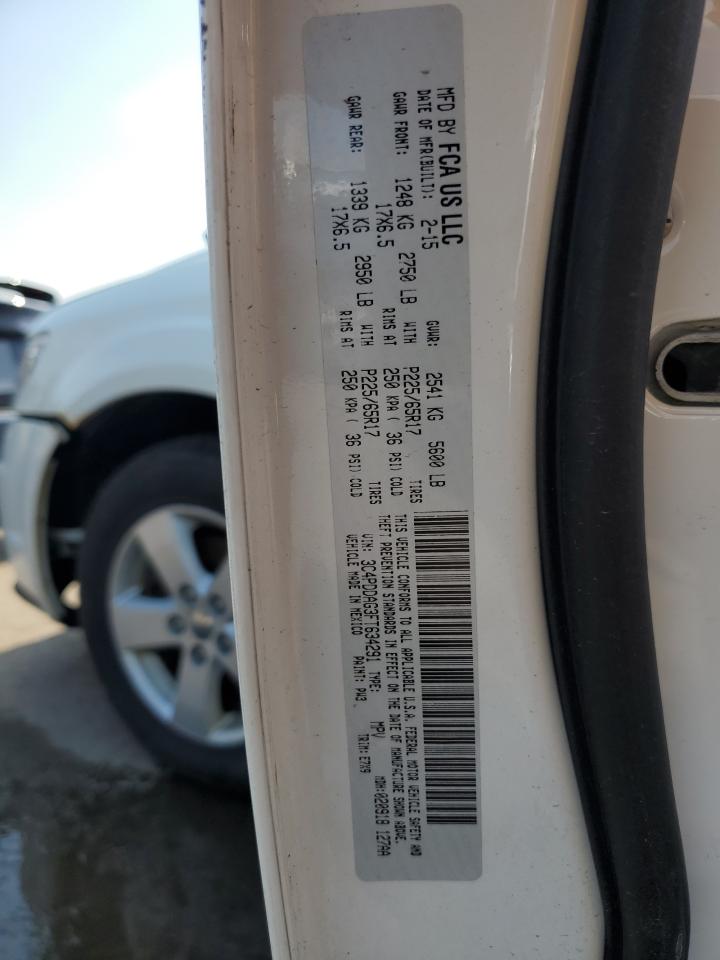 MFD BY FCA US LLC
DATE OF MFR(BUILT): 2-15 GVWR: 2541 KG 5600 LB
GAWR FRONT: 1248 KG 2750 LB WITH P225/65R17 TIRES
17X6.5 RIMS AT 250 KPA ( 36 PSI) COLD
GAWR REAR: 1339 KG 2950 LB WITH P225/65R17 TIRES
17X6.5 RIMS AT 250 KPA ( 36 PSI) COLD
THIS VEHICLE CONFORMS TO ALL APPLICABLE U.S.A. FEDERAL MOTOR VEHICLE SAFETY AND
THEFT PREVENTION STANDARDS IN EFFECT ON THE DATE OF MANUFACTURE SHOWN ABOVE.
VIN: 3C4PDDAG3FT634291 TYPE: MPV MDH:020918 127AA
VEHICLE MADE IN MEXICO PAINT: PW3 TRIM:E7X9